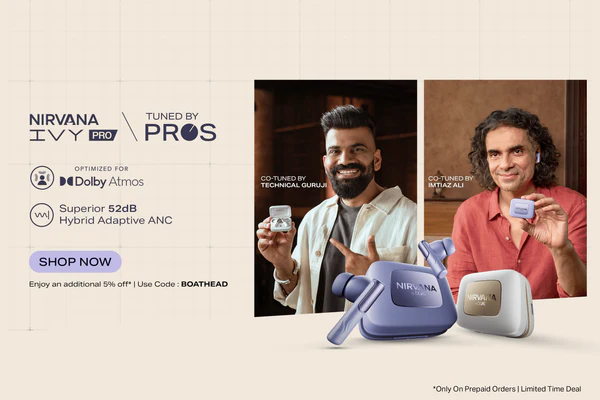 NIRVANA
IVY PRO
TUNED BY
PROS
OPTIMIZED FOR
Dolby Atmos
Superior 52dB
Hybrid Adaptive ANC
SHOP NOW
Enjoy an additional 5% off* | Use Code : BOATHEAD
CO-TUNED BY
TECHNICAL GURUJI
CO-TUNED BY
IMTIAZ ALI
NIRVANA
NIRVANA
*Only On Prepaid Orders | Limited Time Deal